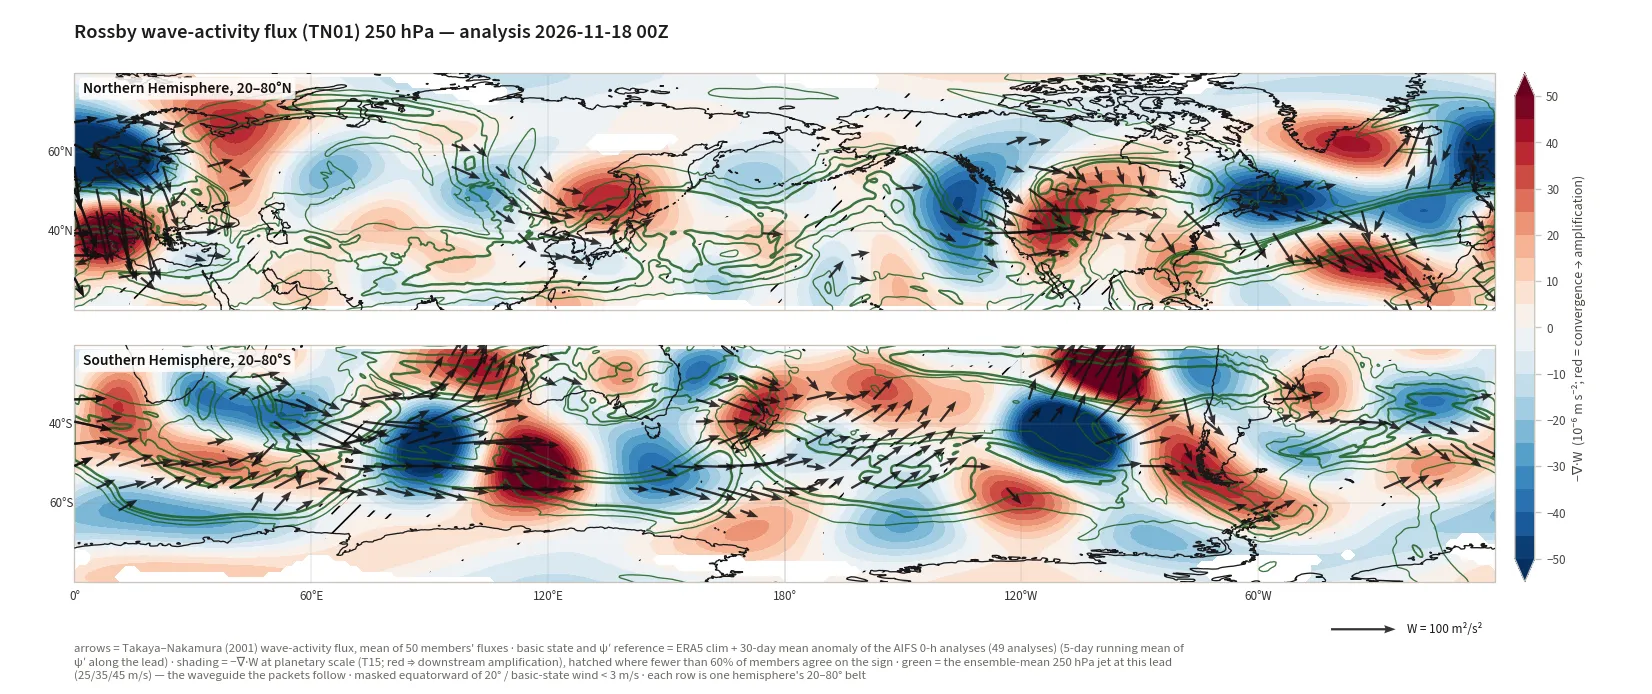 Rossby wave-activity flux (TN01) 250 hPa — analysis 2026-11-18 00Z
Northern Hemisphere, 20–80°N
60°N
40°N
Southern Hemisphere, 20–80°S
40°S
60°S
0°
60°E
120°E
180°
120°W
60°W
50
40
30
20
10
0
−10
−20
−30
−40
−50
−∇·W (10⁻⁶ m s⁻²; red = convergence → amplification)
W = 100 m²/s²
arrows = Takaya–Nakamura (2001) wave-activity flux, mean of 50 members' fluxes · basic state and ψ' reference = ERA5 clim + 30-day mean anomaly of the AIFS 0-h analyses (49 analyses) (5-day running mean of
ψ' along the lead) · shading = −∇·W at planetary scale (T15; red ⇒ downstream amplification), hatched where fewer than 60% of members agree on the sign · green = the ensemble-mean 250 hPa jet at this lead
(25/35/45 m/s) — the waveguide the packets follow · masked equatorward of 20° / basic-state wind < 3 m/s · each row is one hemisphere's 20–80° belt